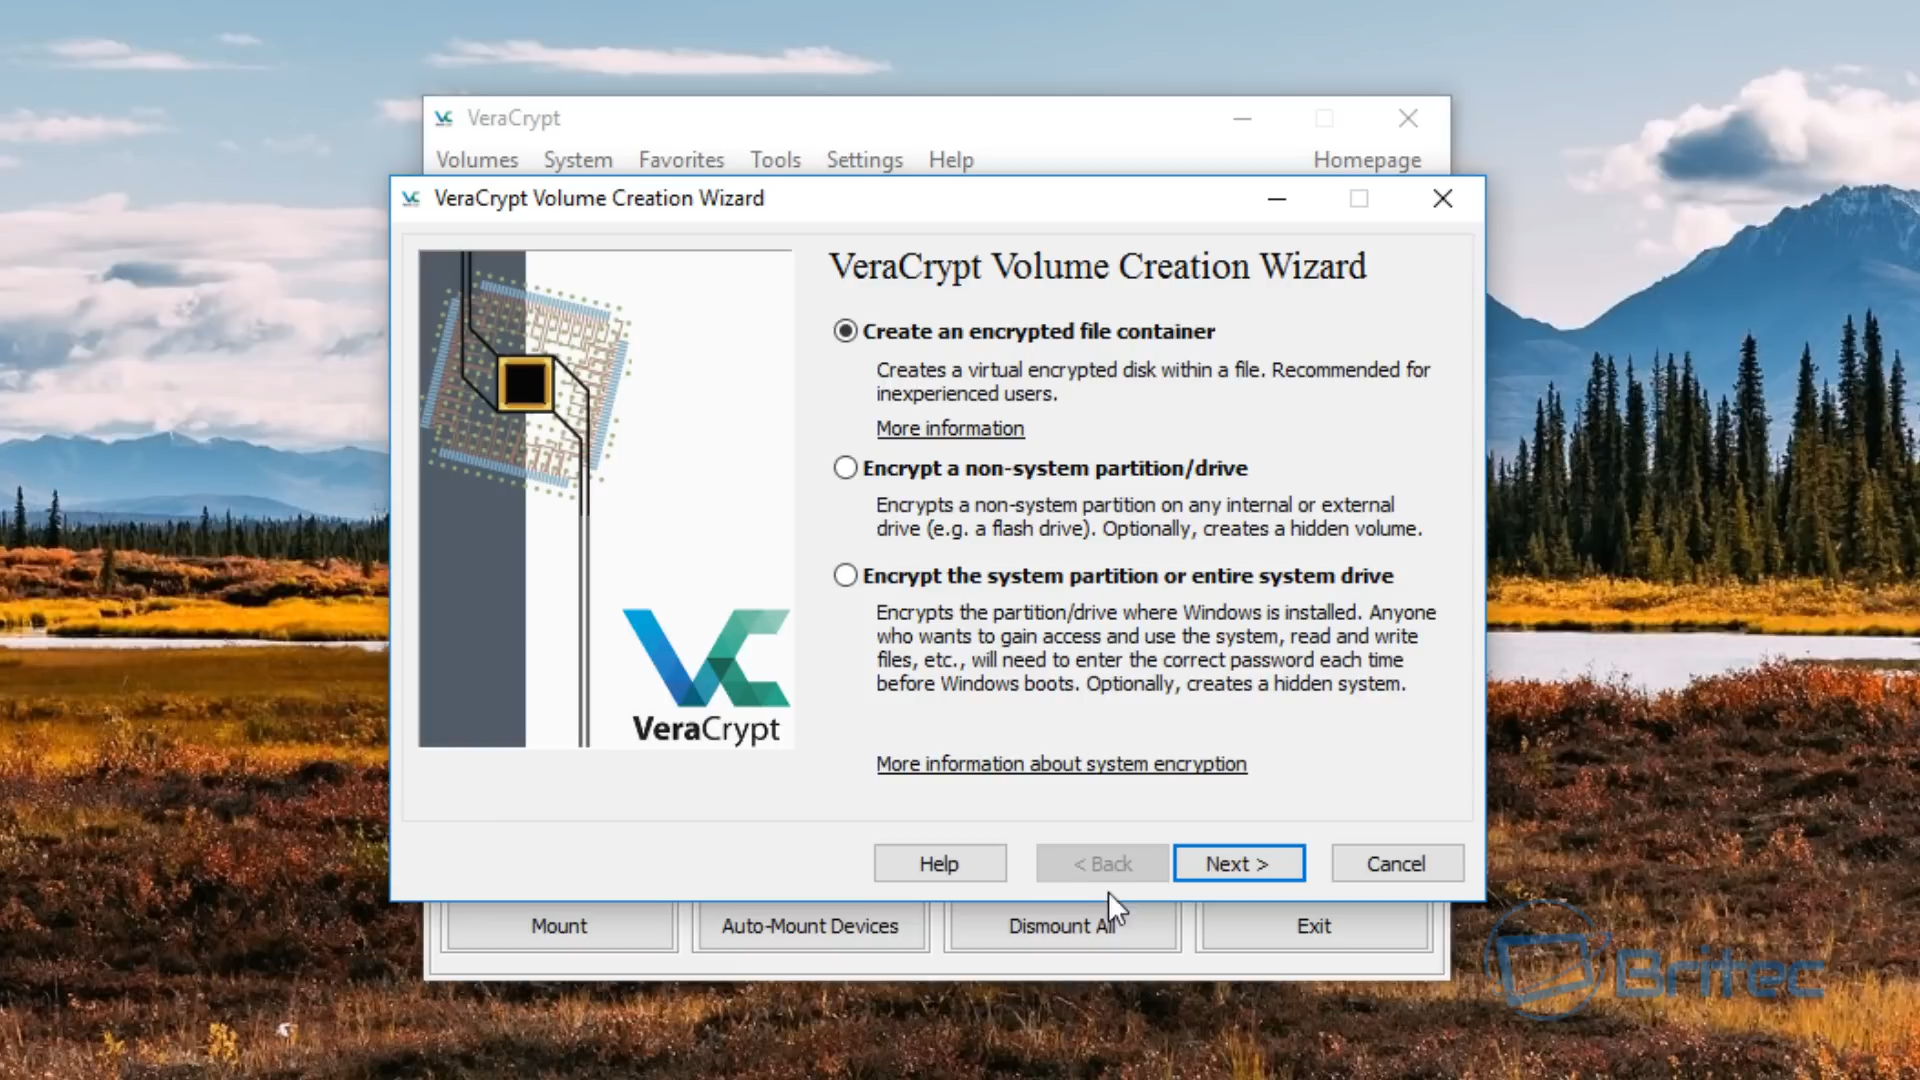 VeraCrypt
Volumes System Favorites Tools Settings Help Homepage
VeraCrypt Volume Creation Wizard
VeraCrypt Volume Creation Wizard
Create an encrypted file container
Creates a virtual encrypted disk within a file. Recommended for
inexperienced users.
More information
Encrypt a non-system partition/drive
Encrypts a non-system partition on any internal or external
drive (e.g. a flash drive). Optionally, creates a hidden volume.
Encrypt the system partition or entire system drive
Encrypts the partition/drive where Windows is installed. Anyone
who wants to gain access and use the system, read and write
files, etc., will need to enter the correct password each time
before Windows boots. Optionally, creates a hidden system.
VeraCrypt
More information about system encryption
Help < Back Next > Cancel
Mount Auto-Mount Devices Dismount All Exit
Britec